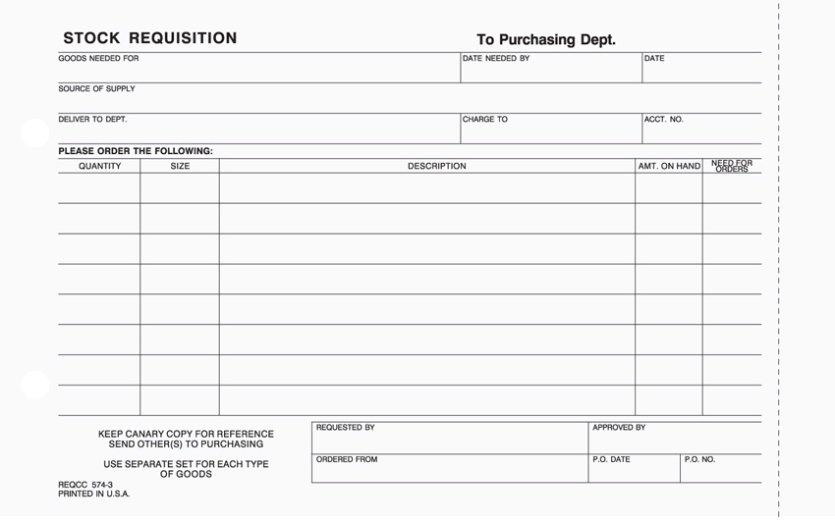 STOCK REQUISITION To Purchasing Dept.
GOODS NEEDED FOR DATE NEEDED BY DATE
SOURCE OF SUPPLY
DELIVER TO DEPT. CHARGE TO ACCT. NO.
PLEASE ORDER THE FOLLOWING:
QUANTITY SIZE DESCRIPTION AMT. ON HAND NEED FOR
ORDERS
KEEP CANARY COPY FOR REFERENCE
SEND OTHER(S) TO PURCHASING
USE SEPARATE SET FOR EACH TYPE
OF GOODS
REQUESTED BY APPROVED BY
ORDERED FROM P.O. DATE P.O. NO.
REQCC 574-3
PRINTED IN U.S.A.